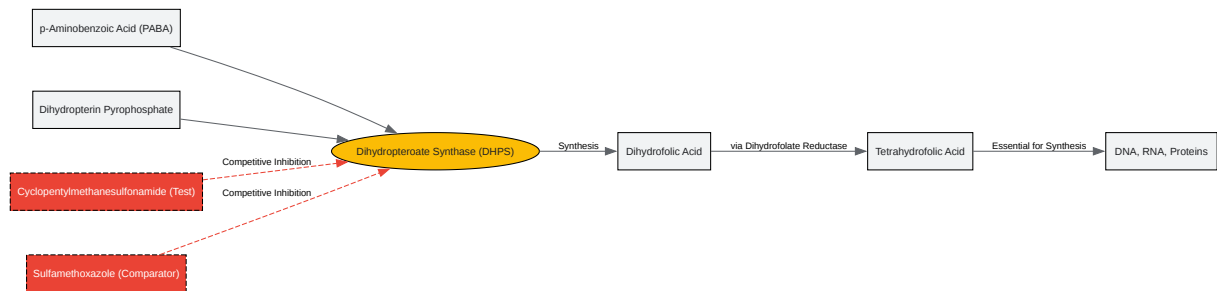 p-Aminobenzoic Acid (PABA)
Dihydropterin Pyrophosphate
Competitive Inhibition
Cyclopentylmethanesulfonamide (Test)
Competitive Inhibition
Sulfamethoxazole (Comparator)
Dihydropteroate Synthase (DHPS)
Synthesis
Dihydrofolic Acid
via Dihydrofolate Reductase
Tetrahydrofolic Acid
Essential for Synthesis
DNA, RNA, Proteins